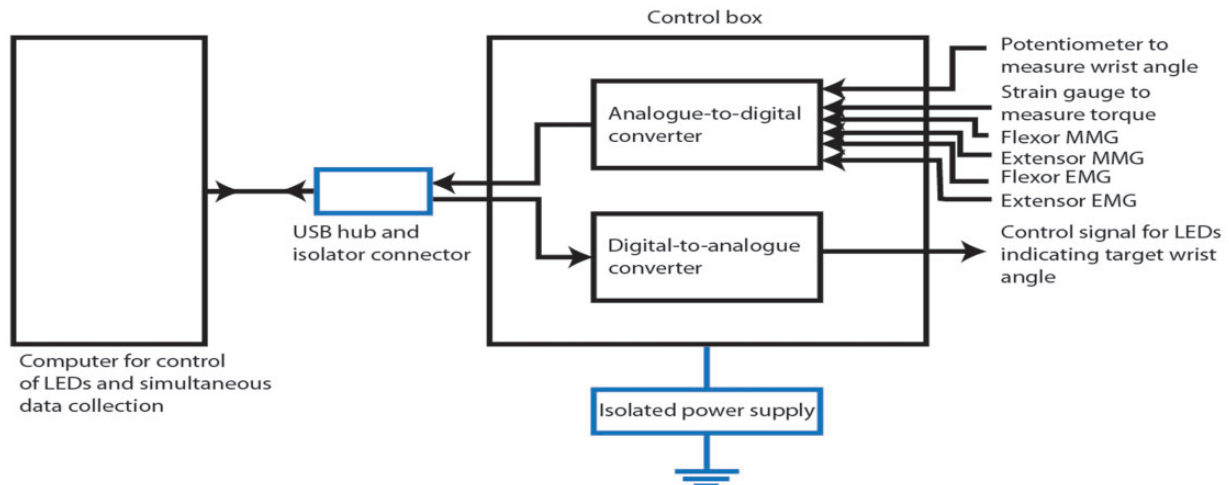 Control box
Potentiometer to
measure wrist angle
Strain gauge to
measure torque
Flexor MMG
Extensor MMG
Flexor EMG
Extensor EMG
Analogue-to-digital
converter
USB hub and
isolator connector
Digital-to-analogue
converter
Control signal for LEDs
indicating target wrist
angle
Computer for control
of LEDs and simultaneous
data collection
Isolated power supply